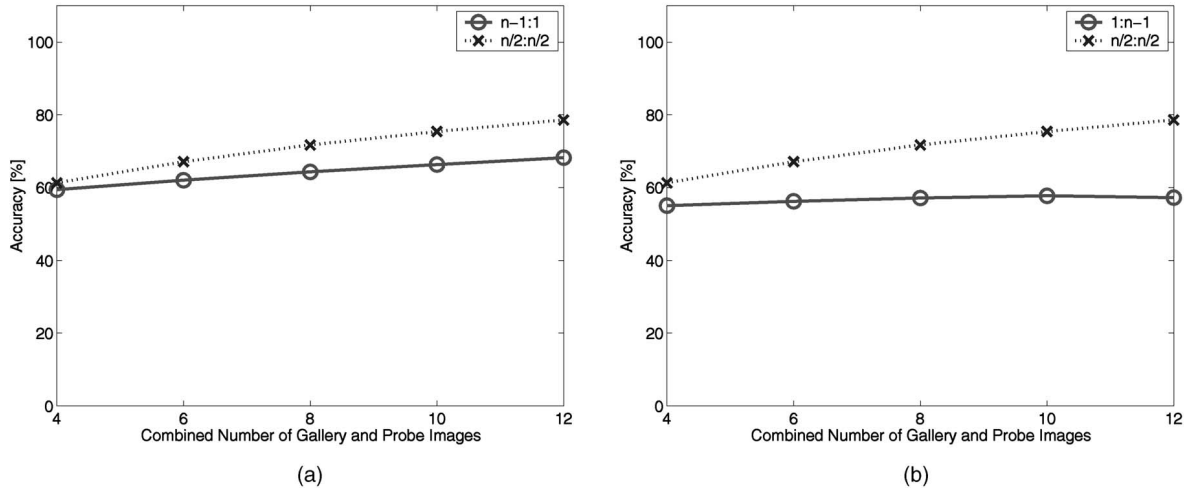 n−1:1
n/2:n/2
100
80
60
40
20
0
Accuracy [%]
4 6 8 10 12
Combined Number of Gallery and Probe Images
(a)
1:n−1
n/2:n/2
100
80
60
40
20
0
Accuracy [%]
4 6 8 10 12
Combined Number of Gallery and Probe Images
(b)